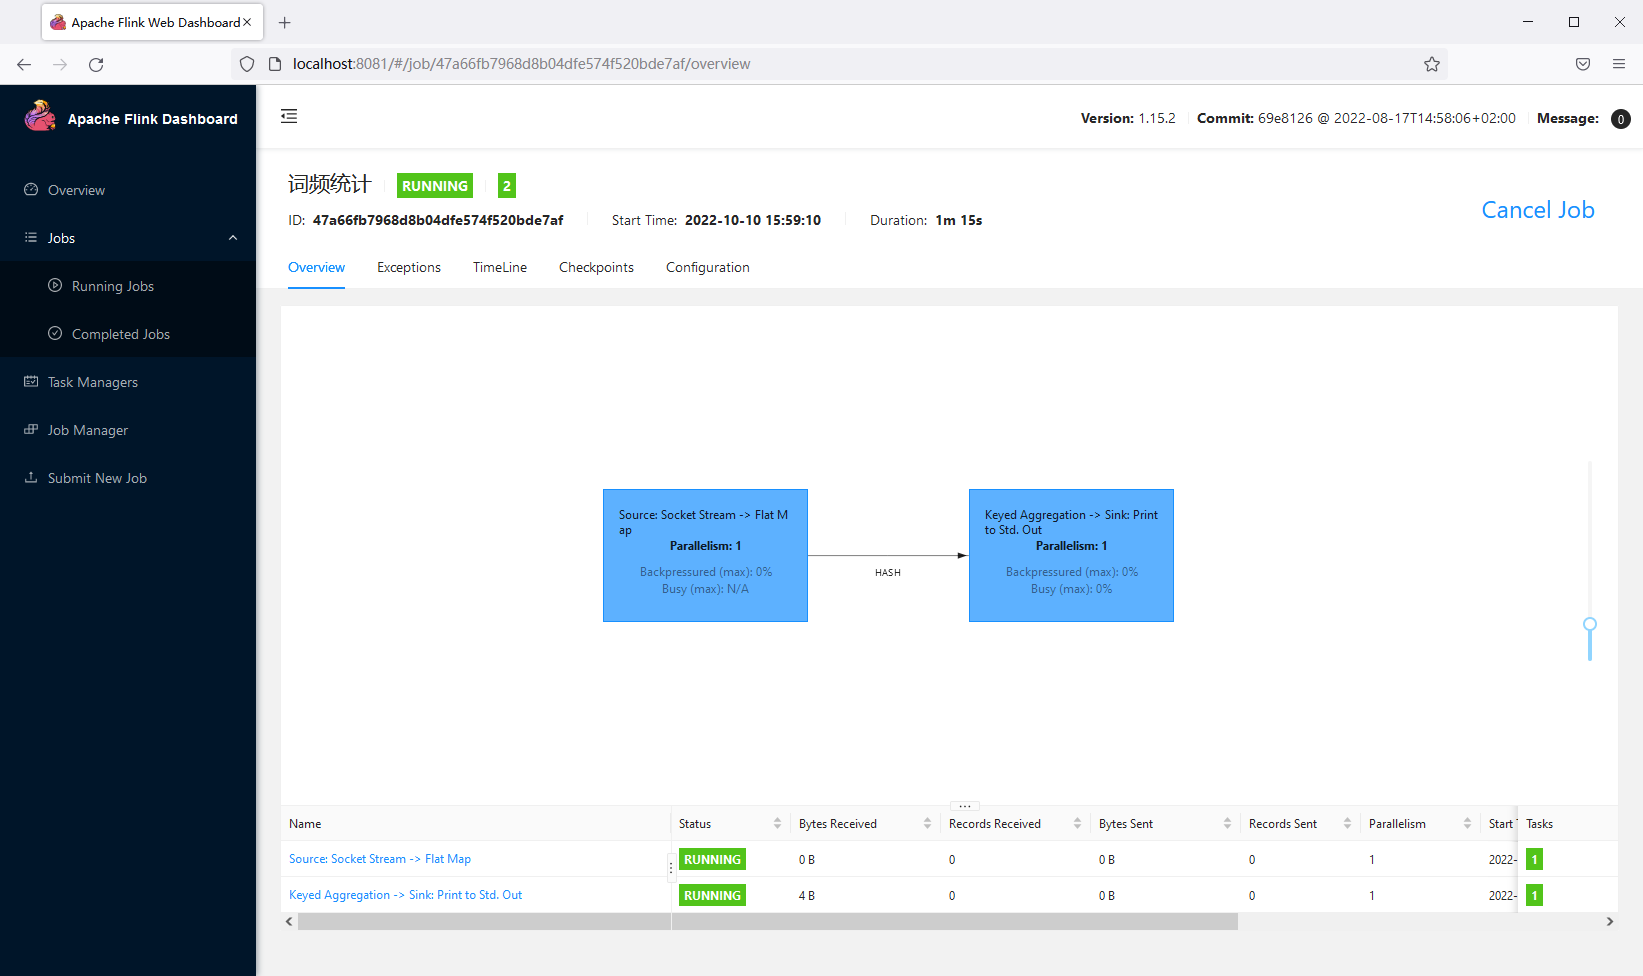 Apache Flink Web Dashboard
localhost:8081/#/job/47a66fb7968d8b04dfe574f520bde7af/overview
Apache Flink Dashboard
Version: 1.15.2 Commit: 69e8126 @ 2022-08-17T14:58:06+02:00 Message: 0
Overview
Jobs
Running Jobs
Completed Jobs
Task Managers
Job Manager
Submit New Job
词频统计 RUNNING 2
ID: 47a66fb7968d8b04dfe574f520bde7af Start Time: 2022-10-10 15:59:10 Duration: 1m 15s
Cancel Job
Overview Exceptions TimeLine Checkpoints Configuration
Source: Socket Stream -> Flat M
ap
Parallelism: 1
Backpressured (max): 0%
Busy (max): N/A
HASH
Keyed Aggregation -> Sink: Print
to Std. Out
Parallelism: 1
Backpressured (max): 0%
Busy (max): 0%
Name Status Bytes Received Records Received Bytes Sent Records Sent Parallelism Start Tasks
Source: Socket Stream -> Flat Map RUNNING 0 B 0 0 B 0 1 2022- 1
Keyed Aggregation -> Sink: Print to Std. Out RUNNING 4 B 0 0 B 0 1 2022- 1